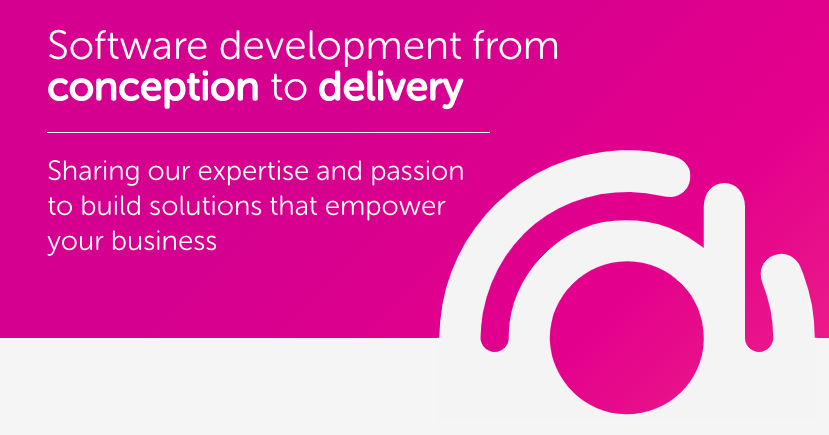 Software development from
conception to delivery
Sharing our expertise and passion
to build solutions that empower
your business